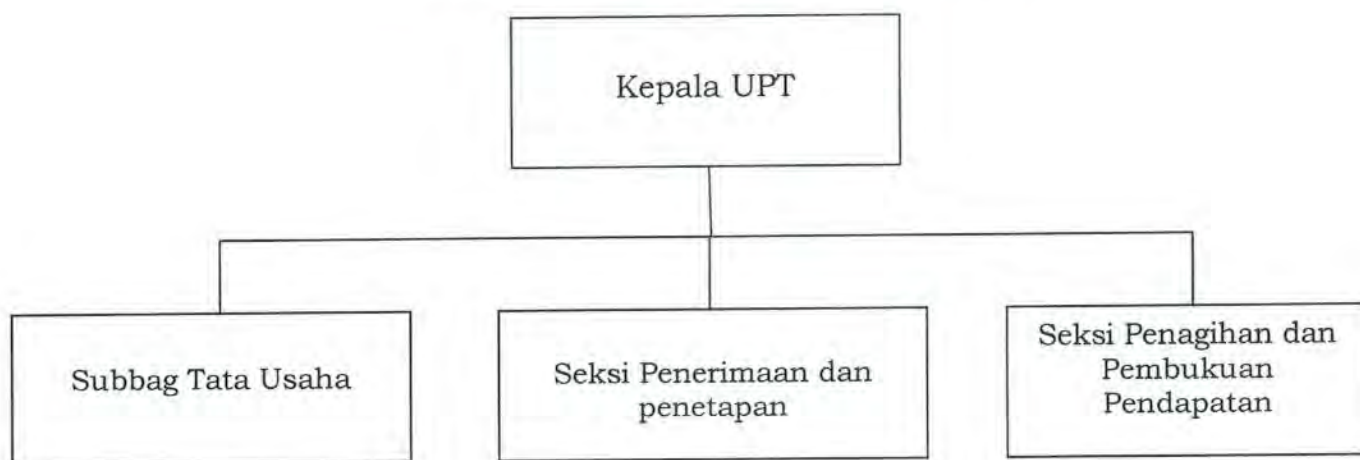 Kepala UPT
Subbag Tata Usaha
Seksi Penerimaan dan
penetapan
Seksi Penagihan dan
Pembukuan
Pendapatan